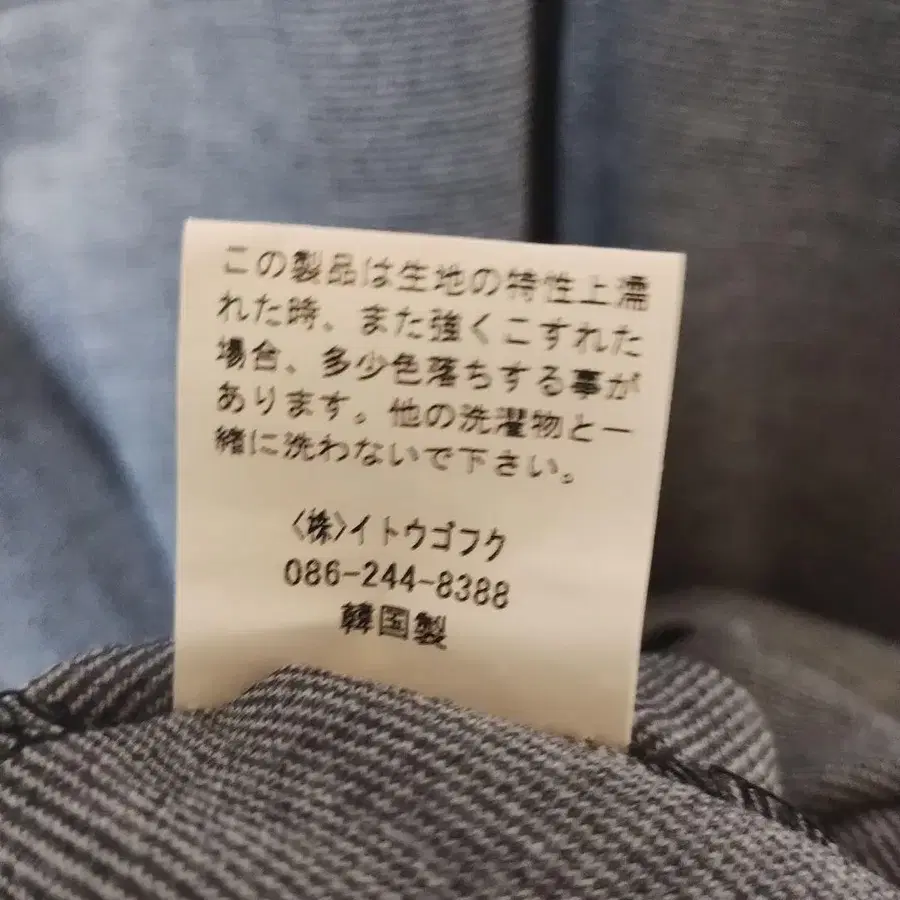 この製品は生地の特性上濡
れた時、また強くこすれた
場合、多少色落ちする事が
あります。他の洗濯物と一
緒に洗わないで下さい。
〈株〉イトウゴフク
086-244-8388
韓国製